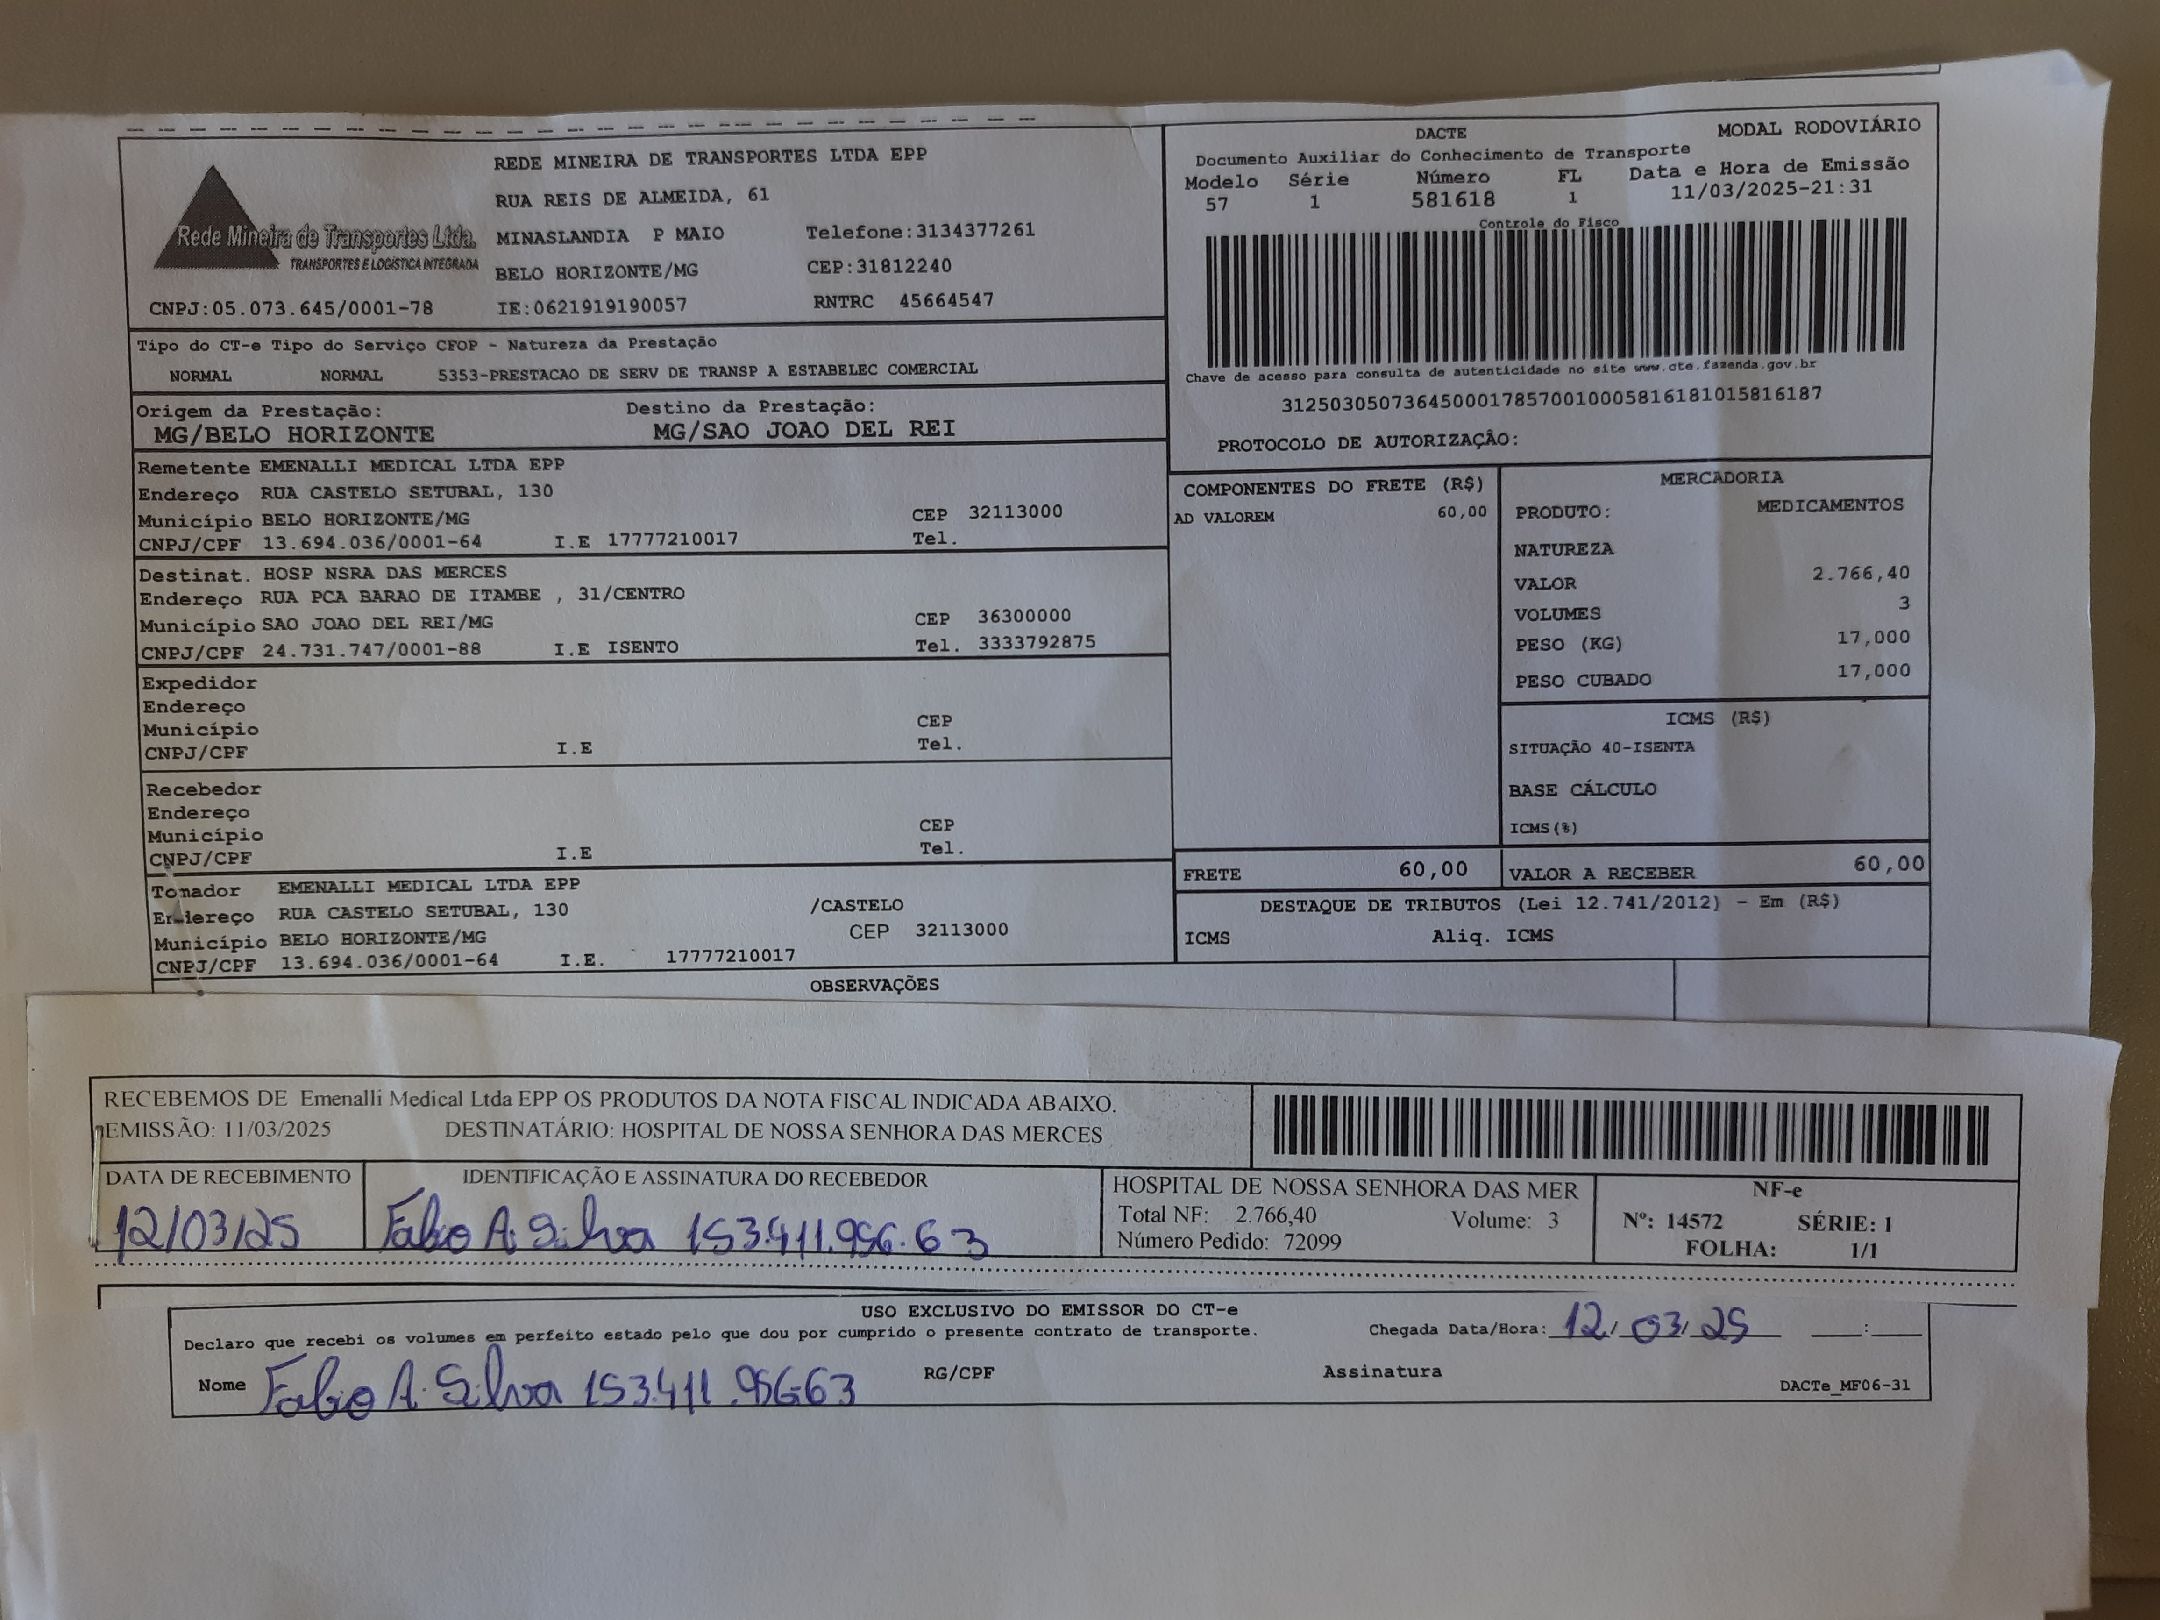 Rede Mineira de Transportes Ltda.
TRANSPORTES E LOGÍSTICA INTEGRADA
REDE MINEIRA DE TRANSPORTES LTDA EPP
RUA REIS DE ALMEIDA, 61
MINASLANDIA P MAIO Telefone:3134377261
BELO HORIZONTE/MG CEP:31812240
CNPJ:05.073.645/0001-78 IE:0621919190057 RNTRC 45664547
DACTE MODAL RODOVIÁRIO
Documento Auxiliar do Conhecimento de Transporte
Modelo Série Número FL Data e Hora de Emissão
57 1 581618 1 11/03/2025-21:31
Controle do Fisco
Chave de acesso para consulta de autenticidade no site www.cte.fazenda.gov.br
31250305073645000178570010005816181015816187
PROTOCOLO DE AUTORIZAÇÃO:
Tipo do CT-e Tipo do Serviço CFOP - Natureza da Prestação
NORMAL NORMAL 5353-PRESTACAO DE SERV DE TRANSP A ESTABELEC COMERCIAL
Origem da Prestação: Destino da Prestação:
MG/BELO HORIZONTE MG/SAO JOAO DEL REI
Remetente EMENALLI MEDICAL LTDA EPP
Endereço RUA CASTELO SETUBAL, 130
Município BELO HORIZONTE/MG CEP 32113000
CNPJ/CPF 13.694.036/0001-64 I.E 17777210017 Tel.
Destinat. HOSP NSRA DAS MERCES
Endereço RUA PCA BARAO DE ITAMBE , 31/CENTRO
Município SAO JOAO DEL REI/MG CEP 36300000
CNPJ/CPF 24.731.747/0001-88 I.E ISENTO Tel. 3333792875
Expedidor
Endereço
Município CEP
CNPJ/CPF I.E Tel.
Recebedor
Endereço
Município CEP
CNPJ/CPF I.E Tel.
Tomador EMENALLI MEDICAL LTDA EPP
Endereço RUA CASTELO SETUBAL, 130 /CASTELO
Município BELO HORIZONTE/MG CEP 32113000
CNPJ/CPF 13.694.036/0001-64 I.E. 17777210017
COMPONENTES DO FRETE (R$)
AD VALOREM 60,00
MERCADORIA
PRODUTO: MEDICAMENTOS
NATUREZA
VALOR 2.766,40
VOLUMES 3
PESO (KG) 17,000
PESO CUBADO 17,000
ICMS (R$)
SITUAÇÃO 40-ISENTA
BASE CÁLCULO
ICMS(%)
FRETE 60,00 VALOR A RECEBER 60,00
DESTAQUE DE TRIBUTOS (Lei 12.741/2012) - Em (R$)
ICMS Aliq. ICMS
OBSERVAÇÕES
RECEBEMOS DE Emenalli Medical Ltda EPP OS PRODUTOS DA NOTA FISCAL INDICADA ABAIXO.
EMISSÃO: 11/03/2025 DESTINATÁRIO: HOSPITAL DE NOSSA SENHORA DAS MERCES
DATA DE RECEBIMENTO IDENTIFICAÇÃO E ASSINATURA DO RECEBEDOR
12/03/25 Fabio A. Silva 153.411.956.63
HOSPITAL DE NOSSA SENHORA DAS MER
Total NF: 2.766,40 Volume: 3
Número Pedido: 72099
NF-e
Nº: 14572 SÉRIE: 1
FOLHA: 1/1
USO EXCLUSIVO DO EMISSOR DO CT-e
Declaro que recebi os volumes em perfeito estado pelo que dou por cumprido o presente contrato de transporte. Chegada Data/Hora: 12/03/25 __:__
Nome Fabio A. Silva 153.411.956-63 RG/CPF Assinatura
DACTe_MF06-31